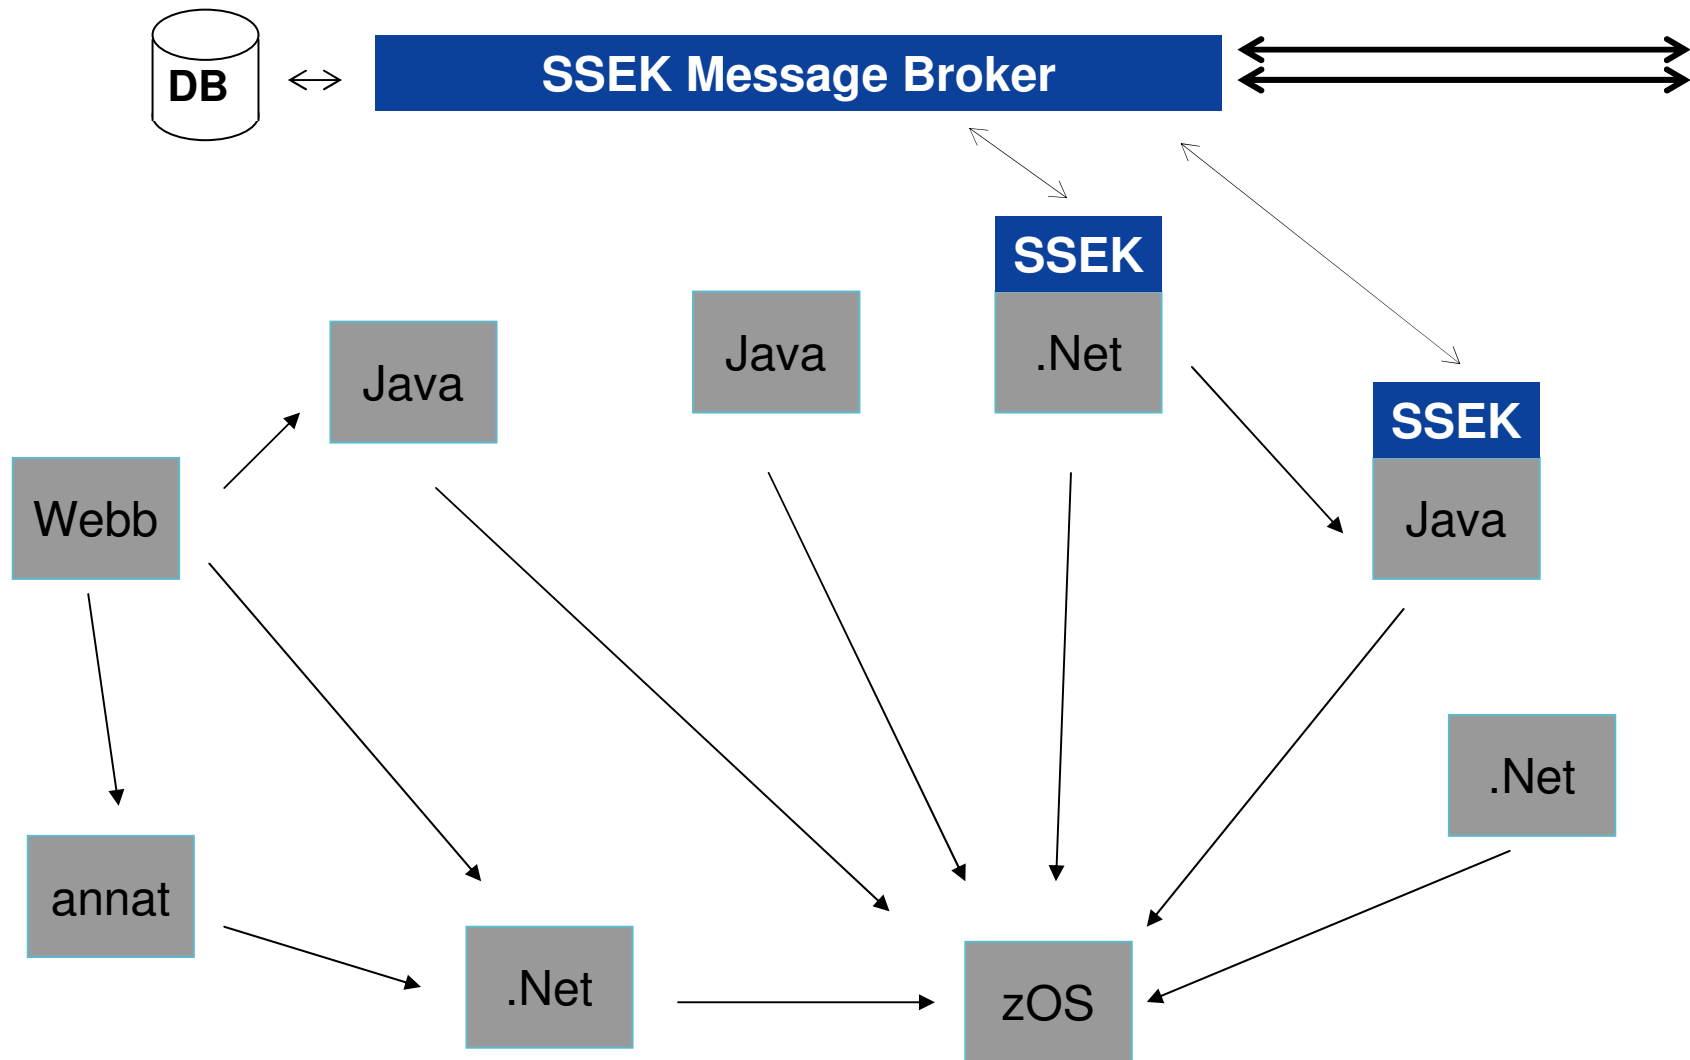 DB
SSEK Message Broker
SSEK
.Net
Java
Java
SSEK
Java
Webb
.Net
annat
.Net
zOS